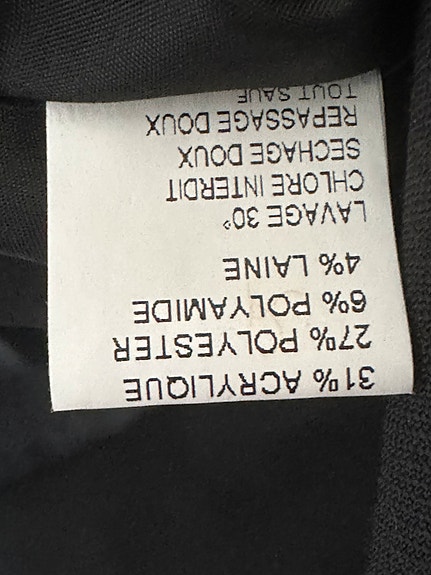 31% ACRYLIQUE
27% POLYESTER
6% POLYAMIDE
4% LAINE
LAVAGE 30°
CHLORE INTERDIT
SECHAGE DOUX
REPASSAGE DOUX
TOUT SAUF